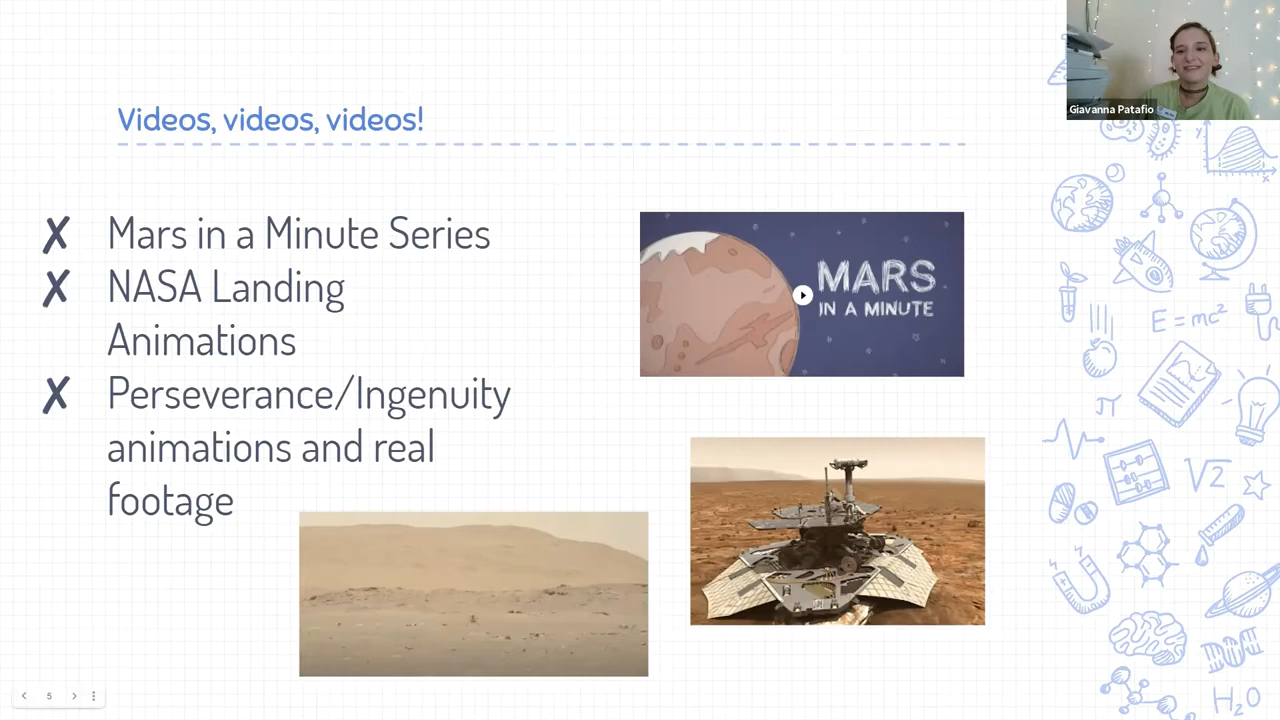 Giavanna Patafio
Videos, videos, videos!
✗ Mars in a Minute Series
✗ NASA Landing
Animations
✗ Perseverance/Ingenuity
animations and real
footage
MARS
IN A MINUTE
5
y
x
E=mc²
π
√2
H₂O